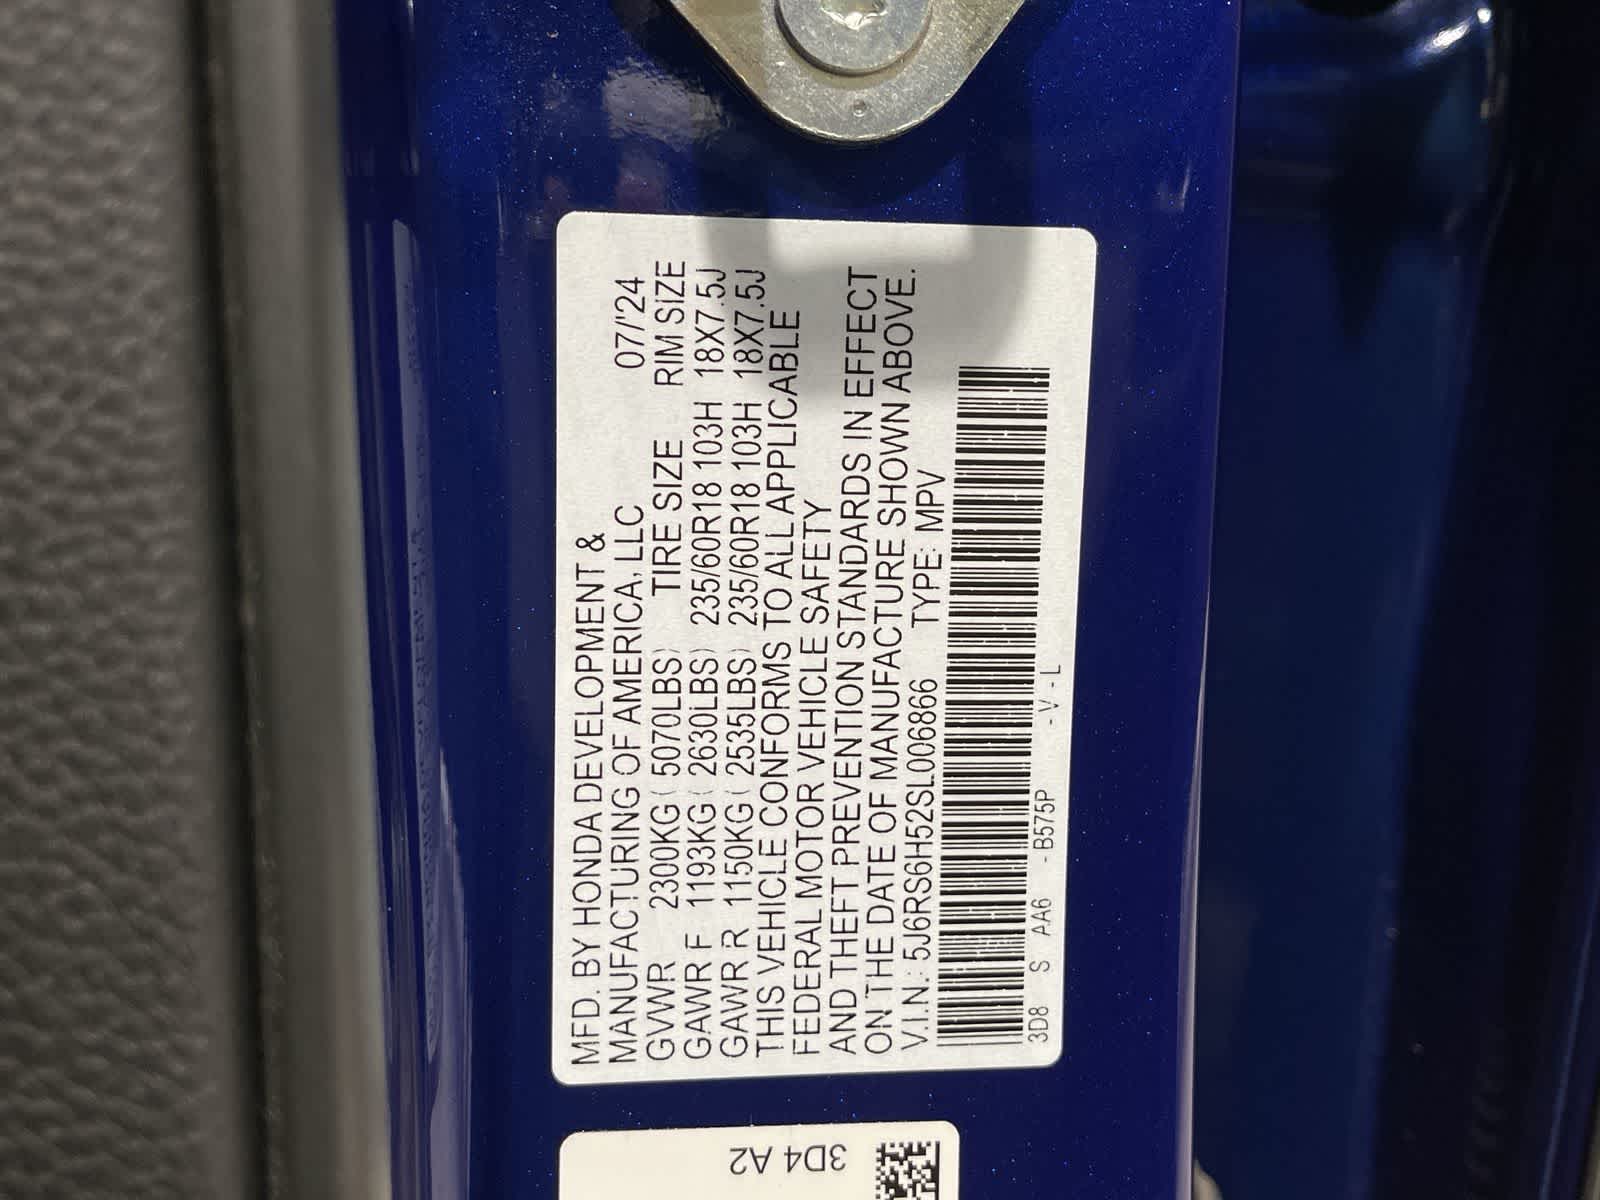 MFD. BY HONDA DEVELOPMENT &
MANUFACTURING OF AMERICA, LLC 07/'24
GVWR 2300KG ( 5070LBS) TIRE SIZE RIM SIZE
GAWR F 1193KG ( 2630LBS) 235/60R18 103H 18X7.5J
GAWR R 1150KG ( 2535LBS) 235/60R18 103H 18X7.5J
THIS VEHICLE CONFORMS TO ALL APPLICABLE
FEDERAL MOTOR VEHICLE SAFETY
AND THEFT PREVENTION STANDARDS IN EFFECT
ON THE DATE OF MANUFACTURE SHOWN ABOVE.
V.I.N.: 5J6RS6H52SL006866 TYPE: MPV
3D8 S AA6 - B575P - V - L
3D4 A2